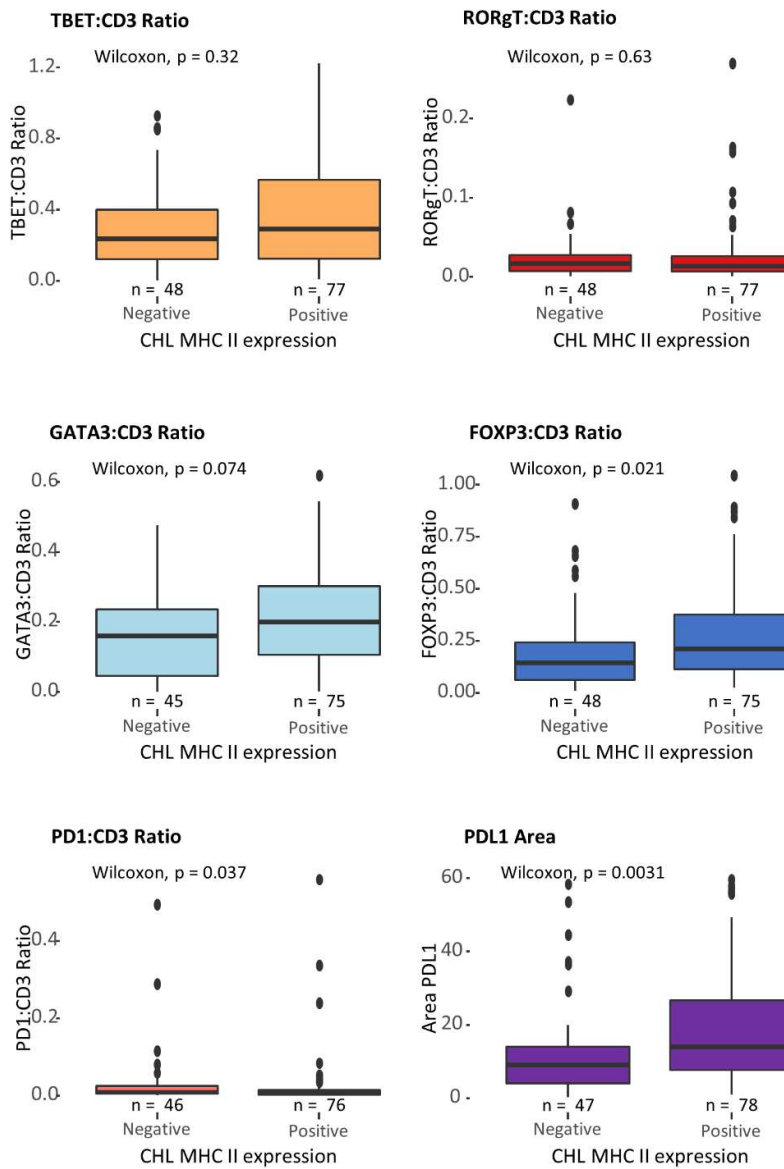 TBET:CD3 Ratio
Wilcoxon, p = 0.32
TBET:CD3 Ratio
1.2
0.8
0.4
0.0
n = 48
n = 77
Negative
Positive
CHL MHC II expression
RORgT:CD3 Ratio
Wilcoxon, p = 0.63
RORgT:CD3 Ratio
0.2
0.1
0.0
n = 48
n = 77
Negative
Positive
CHL MHC II expression
GATA3:CD3 Ratio
Wilcoxon, p = 0.074
GATA3:CD3 Ratio
0.6
0.4
0.2
0.0
n = 45
n = 75
Negative
Positive
CHL MHC II expression
FOXP3:CD3 Ratio
Wilcoxon, p = 0.021
FOXP3:CD3 Ratio
1.00
0.75
0.50
0.25
0.00
n = 48
n = 75
Negative
Positive
CHL MHC II expression
PD1:CD3 Ratio
Wilcoxon, p = 0.037
PD1:CD3 Ratio
0.4
0.2
0.0
n = 46
n = 76
Negative
Positive
CHL MHC II expression
PDL1 Area
Wilcoxon, p = 0.0031
Area PDL1
60
40
20
0
n = 47
n = 78
Negative
Positive
CHL MHC II expression